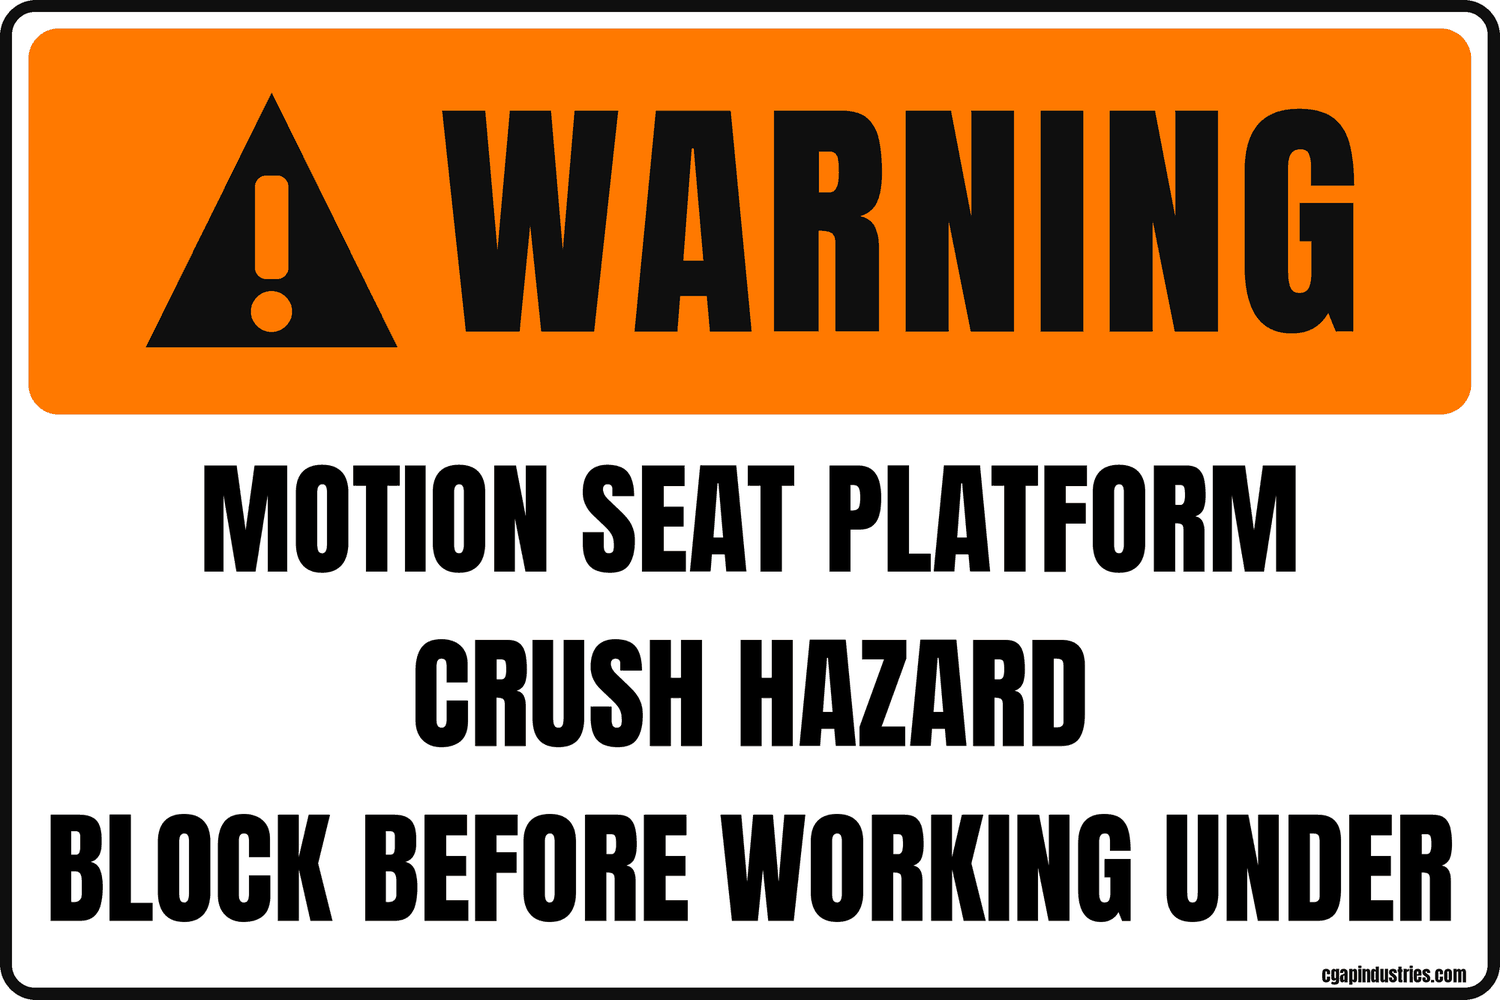 WARNING
MOTION SEAT PLATFORM
CRUSH HAZARD
BLOCK BEFORE WORKING UNDER
cgapindustries.com